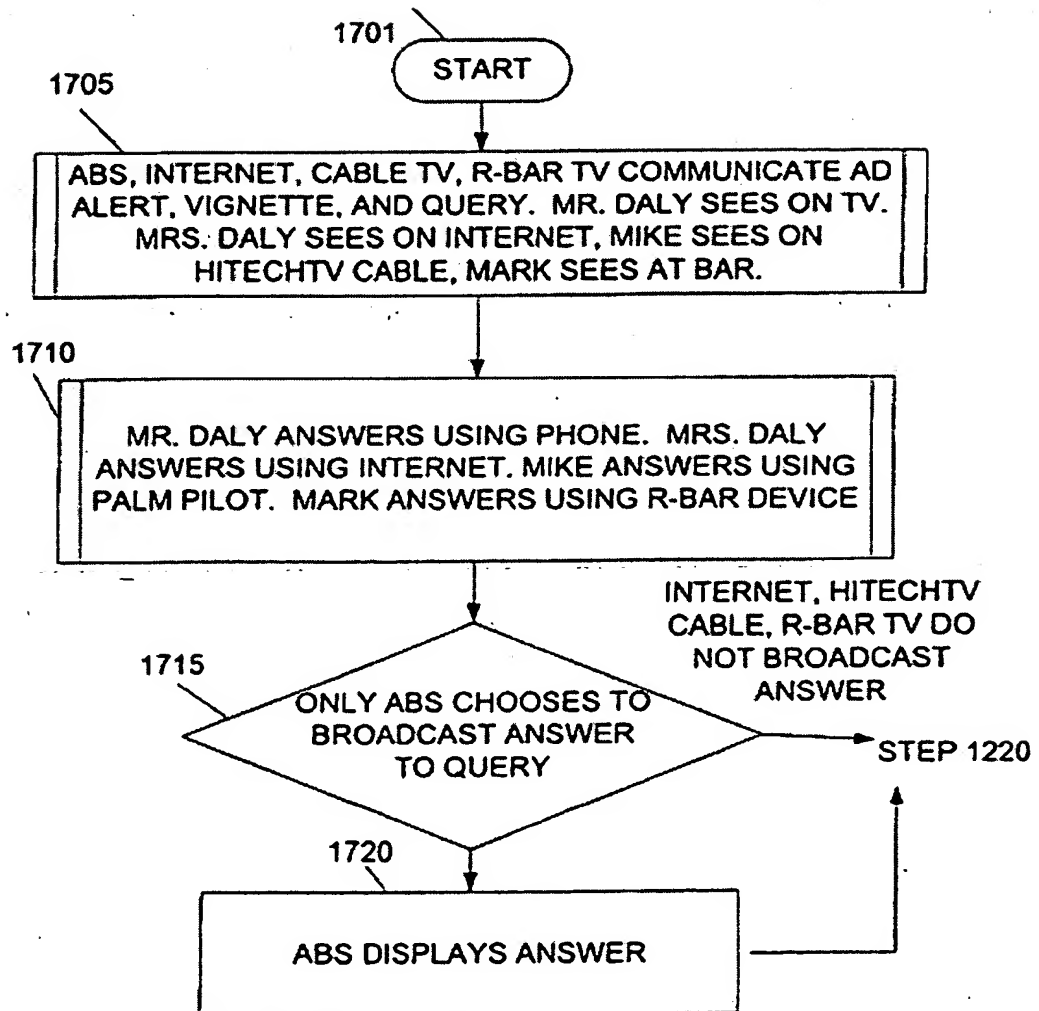 1701
START
1705
ABS, INTERNET, CABLE TV, R-BAR TV COMMUNICATE AD
ALERT, VIGNETTE, AND QUERY. MR. DALY SEES ON TV.
MRS. DALY SEES ON INTERNET, MIKE SEES ON
HITECHTV CABLE, MARK SEES AT BAR.
1710
MR. DALY ANSWERS USING PHONE. MRS. DALY
ANSWERS USING INTERNET. MIKE ANSWERS USING
PALM PILOT. MARK ANSWERS USING R-BAR DEVICE
INTERNET, HITECHTV
CABLE, R-BAR TV DO
NOT BROADCAST
ANSWER
1715
ONLY ABS CHOOSES TO
BROADCAST ANSWER
TO QUERY
STEP 1220
1720
ABS DISPLAYS ANSWER